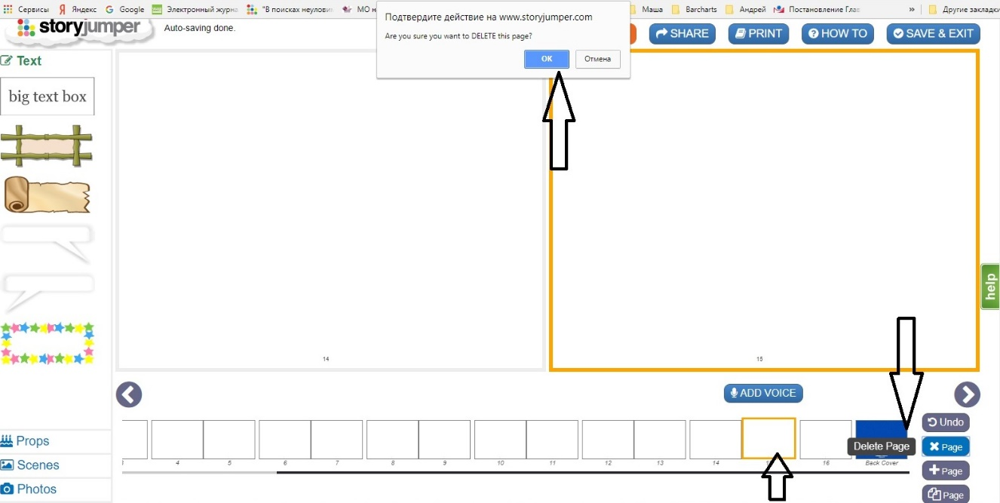 Сервисы Яндекс Google Электронный журна "В поисках неулови МО н Маша Barcharts Андрей Постановление Глав » Другие закладки
Подтвердите действие на www.storyjumper.com
Are you sure you want to DELETE this page?
OK Отмена
storyjumper Auto-saving done. SHARE PRINT HOW TO SAVE & EXIT
Text
big text box
help
14 15
ADD VOICE
Undo
Delete Page Page
4 5 6 7 8 9 10 11 12 13 14 16 Back Cover
Page
Page
Props
Scenes
Photos